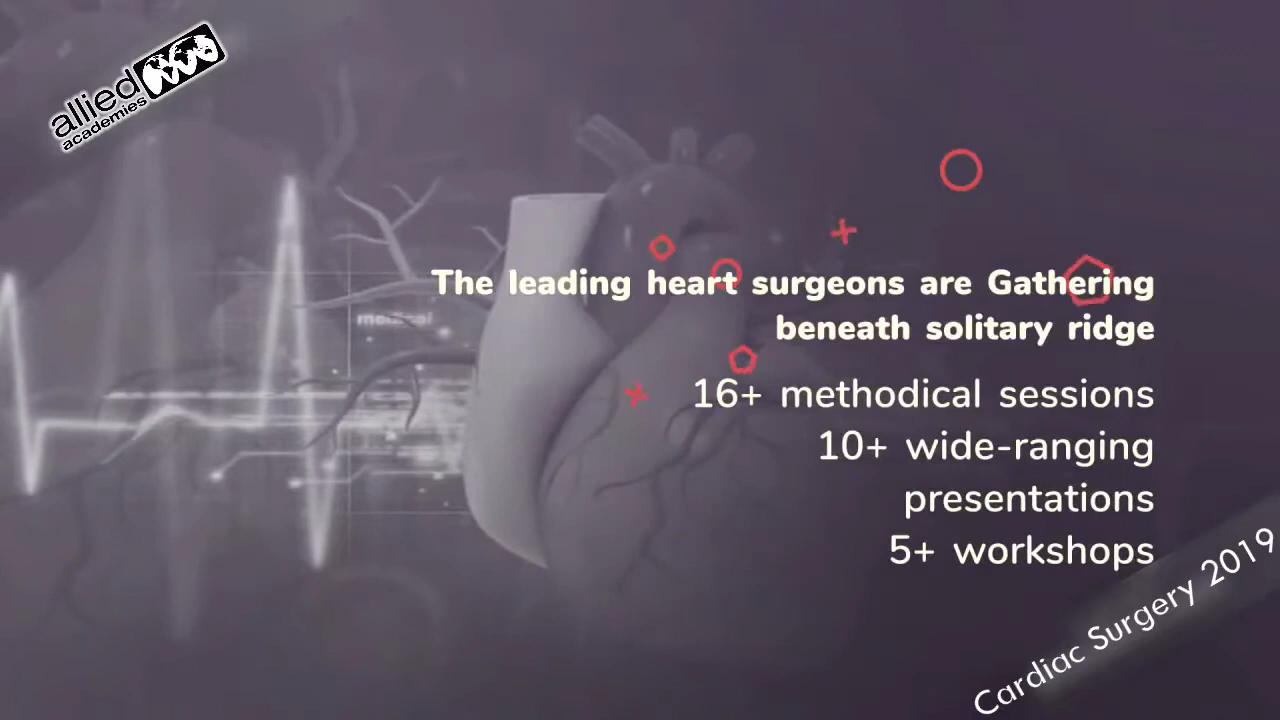 allied
academies
medical
The leading heart surgeons are Gathering
beneath solitary ridge
16+ methodical sessions
10+ wide-ranging
presentations
5+ workshops
Cardiac Surgery 2019